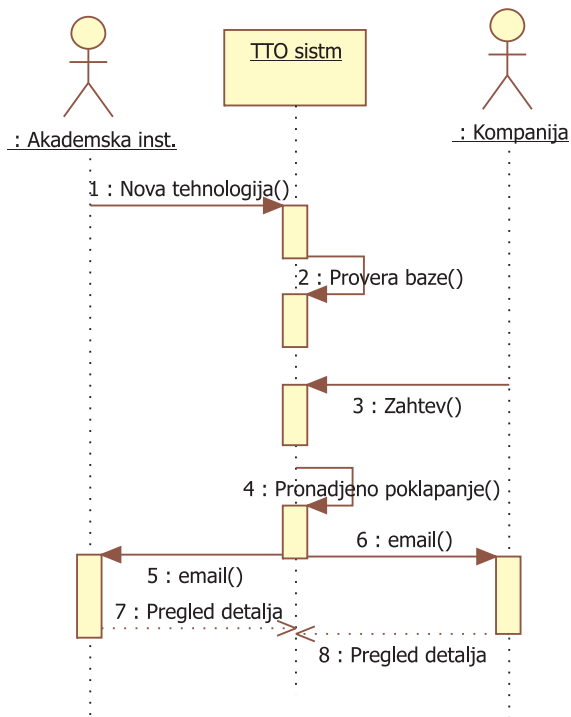 TTO sistm
: Akademska inst.
: Kompanija
1 : Nova tehnologija()
2 : Provera baze()
3 : Zahtev()
4 : Pronadjeno poklapanje()
6 : email()
5 : email()
7 : Pregled detalja
8 : Pregled detalja